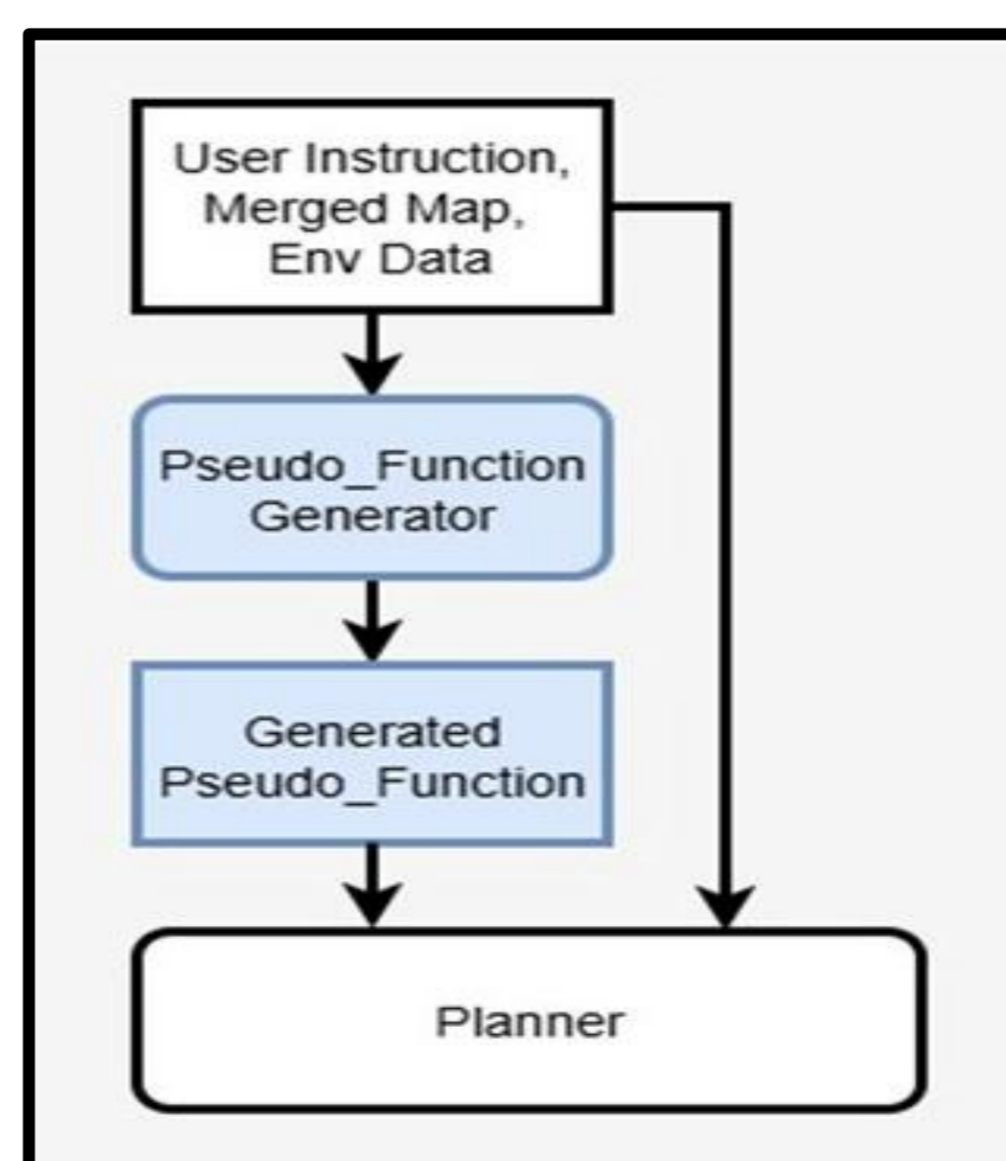 User Instruction,
Merged Map,
Env Data
Pseudo_Function
Generator
Generated
Pseudo_Function
Planner